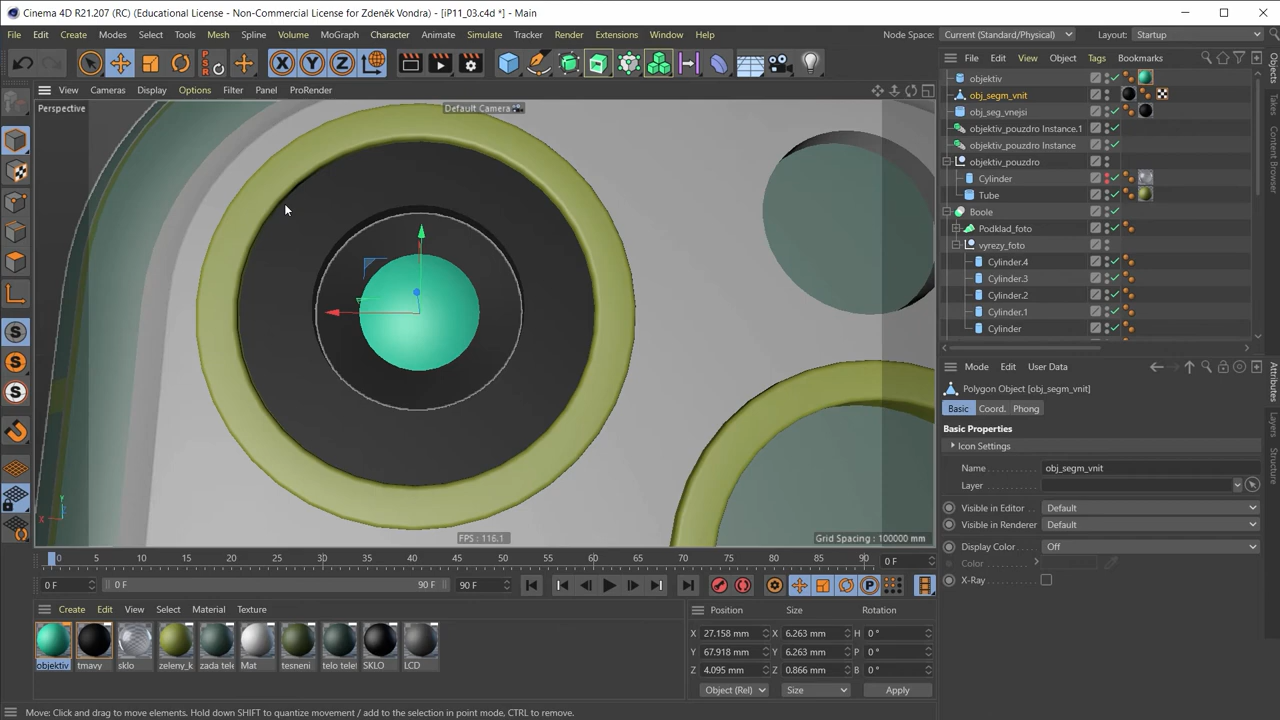 Cinema 4D R21.207 (RC) (Educational License - Non-Commercial License for Zdeněk Vondra) - [iP11_03.c4d *] - Main
File Edit Create Modes Select Tools Mesh Spline Volume MoGraph Character Animate Simulate Tracker Render Extensions Window Help Node Space: Current (Standard/Physical) Layout: Startup
PSR
File Edit View Object Tags Bookmarks
View Cameras Display Options Filter Panel ProRender
Perspective
Default Camera
objektiv
obj_segm_vnit
obj_seg_vnejsi
objektiv_pouzdro Instance.1
objektiv_pouzdro Instance
objektiv_pouzdro
Cylinder
Tube
Boole
Podklad_foto
vyrezy_foto
Cylinder.4
Cylinder.3
Cylinder.2
Cylinder.1
Cylinder
Objects
Takes
Content Browser
Attributes
Layers
Structure
Mode Edit User Data
Polygon Object [obj_segm_vnit]
Basic Coord. Phong
Basic Properties
Icon Settings
Name obj_segm_vnit
Layer
Visible in Editor Default
Visible in Renderer Default
Display Color Off
Color
X-Ray
Y
X
FPS : 116.1
Grid Spacing : 100000 mm
0 5 10 15 20 25 30 35 40 45 50 55 60 65 70 75 80 85 90 0 F
0 F 0 F 90 F 90 F
Create Edit View Select Material Texture
objektiv tmavy sklo zeleny_k zada tele Mat tesneni telo telef SKLO LCD
Position Size Rotation
X 27.158 mm X 6.263 mm H 0 °
Y 67.918 mm Y 6.263 mm P 0 °
Z 4.095 mm Z 0.866 mm B 0 °
Object (Rel) Size Apply
Move: Click and drag to move elements. Hold down SHIFT to quantize movement / add to the selection in point mode, CTRL to remove.